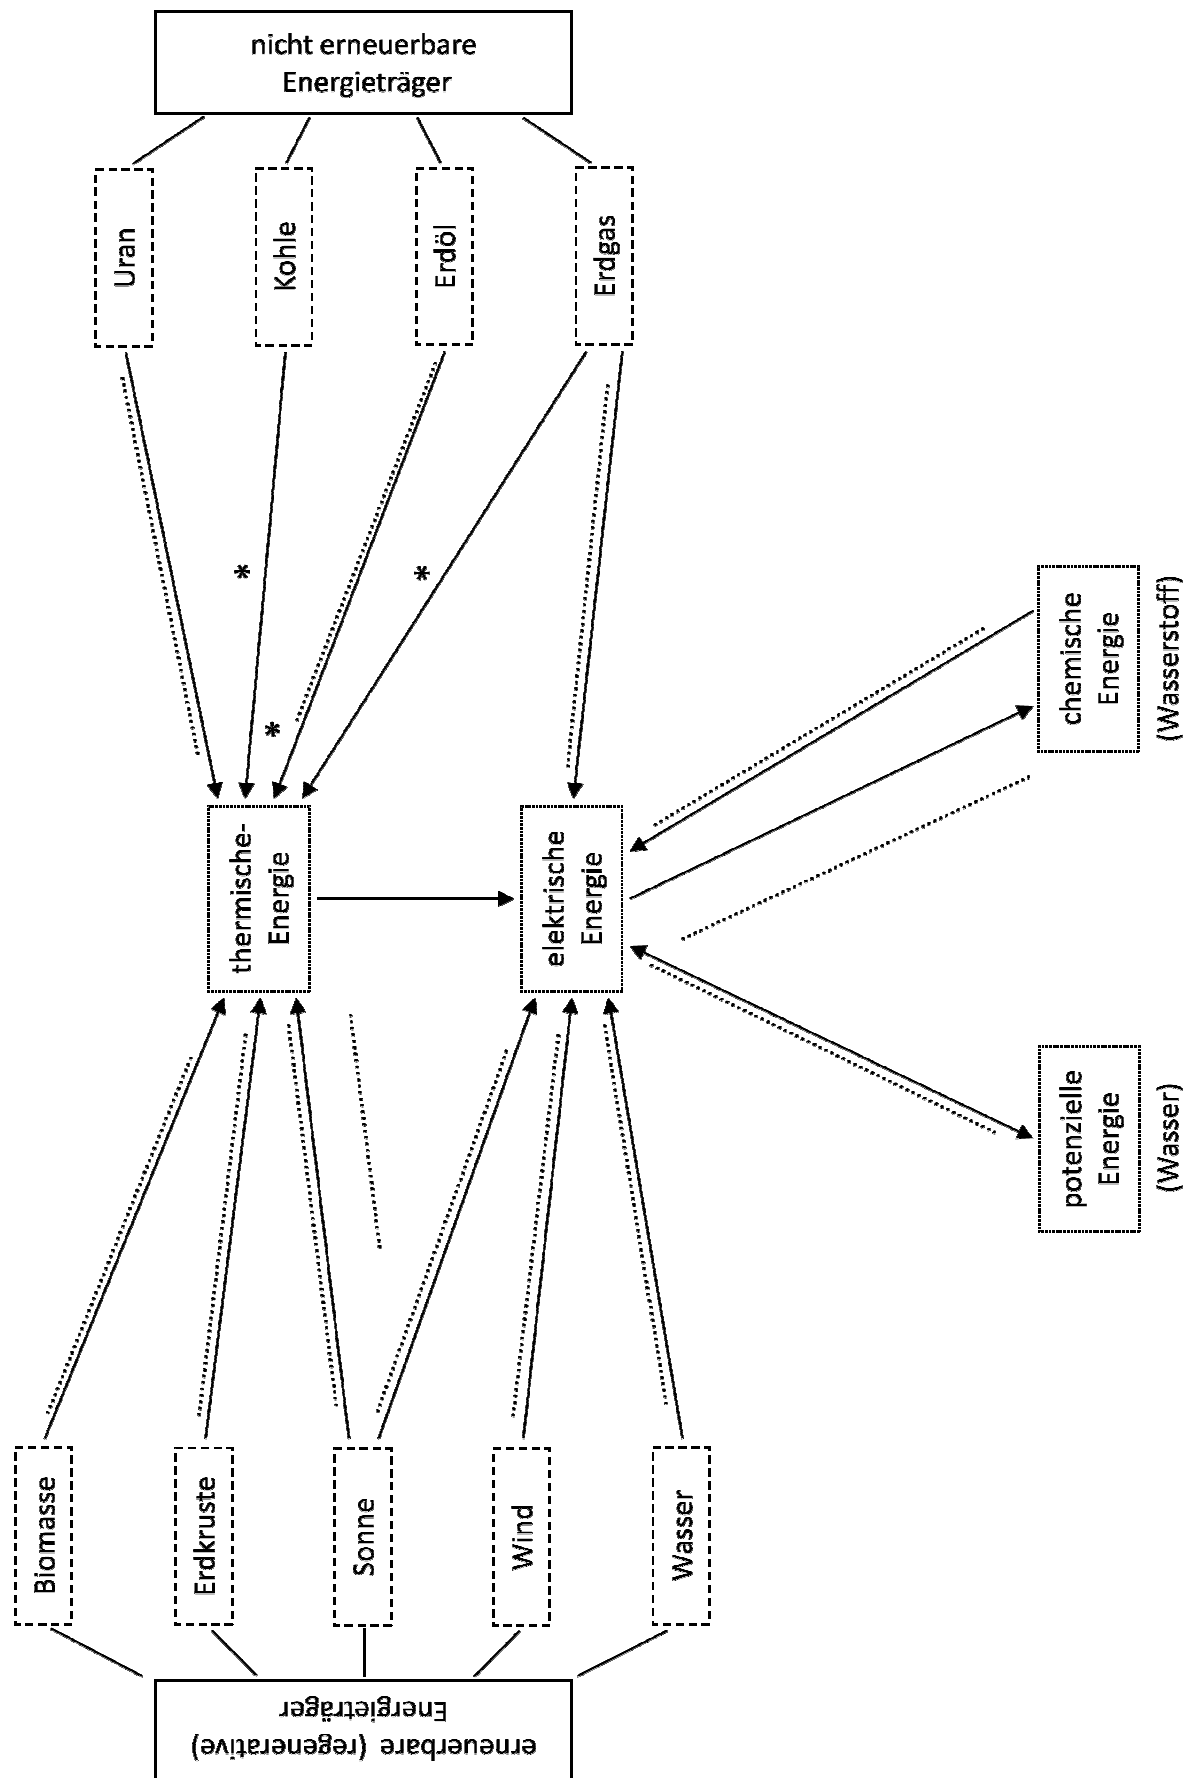 nicht erneuerbare
Energieträger
Uran
Kohle
Erdöl
Erdgas
*
*
*
thermische-
Energie
elektrische
Energie
chemische
Energie
(Wasserstoff)
potenzielle
Energie
(Wasser)
Biomasse
Erdkruste
Sonne
Wind
Wasser
erneuerbare (regenerative)
Energieträger